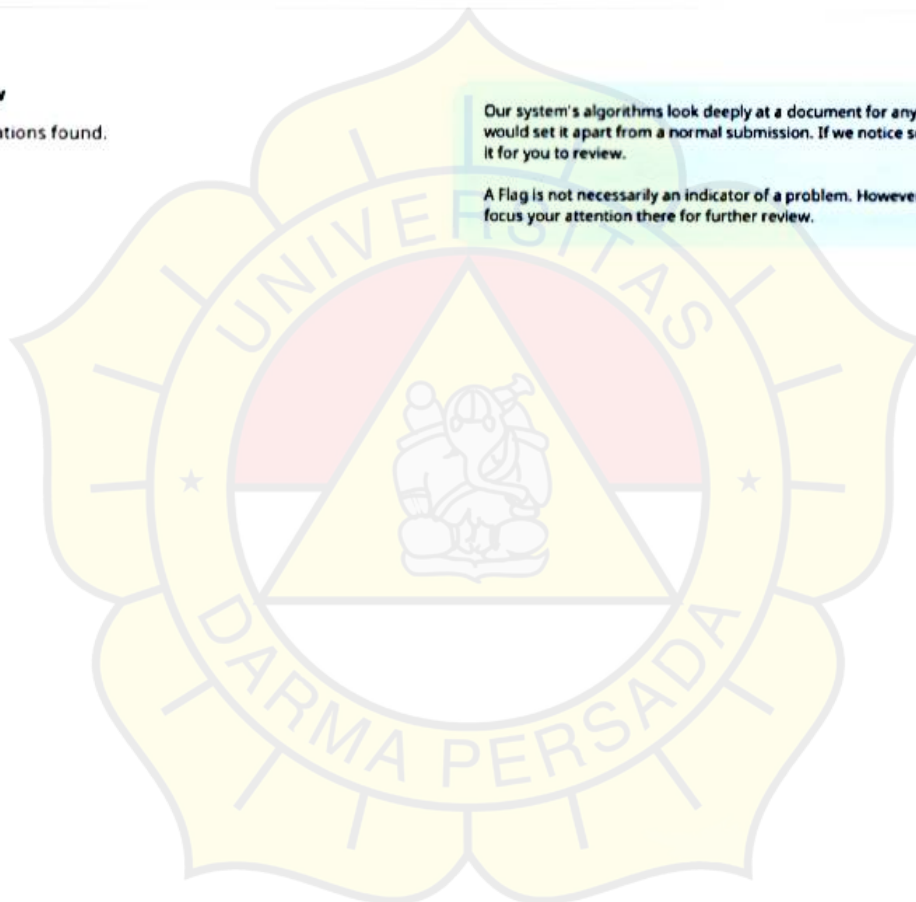 ations found.
Our system's algorithms look deeply at a document for any
would set it apart from a normal submission. If we notice
it for you to review.
A Flag is not necessarily an indicator of a problem. However
focus your attention there for further review.
UNIVERSITAS
DARMA PERSADA